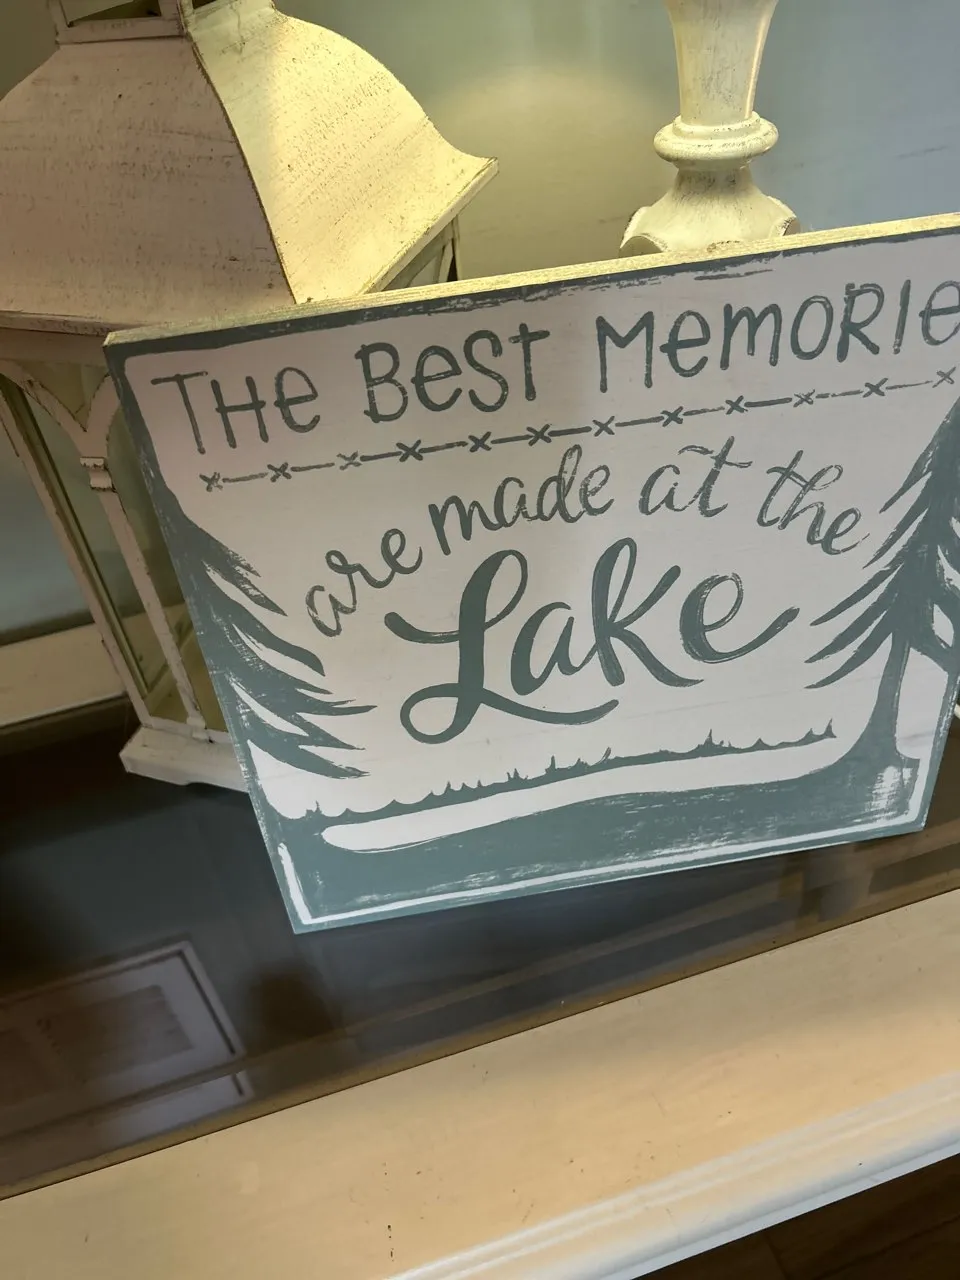 THe BeST MeMORIe
are made at the
Lake